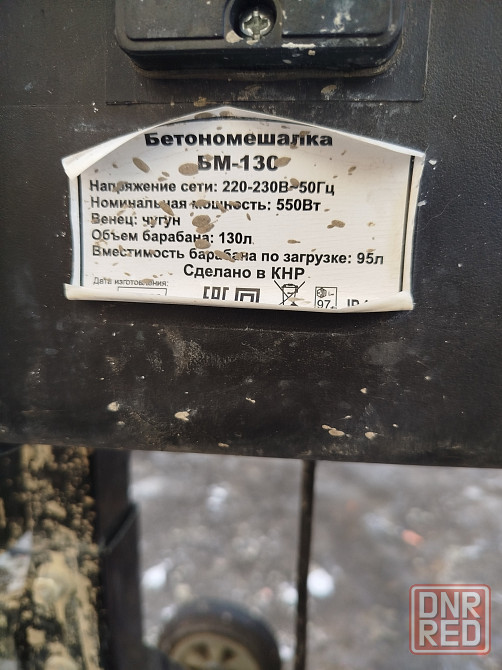 Бетономешалка
БМ-130
Напряжение сети: 220-230В~50Гц
Номинальная мощность: 550Вт
Венец: чугун
Объем барабана: 130л
Вместимость барабана по загрузке: 95л
Сделано в КНР
Дата изготовления:
EAC
97
DNR
RED